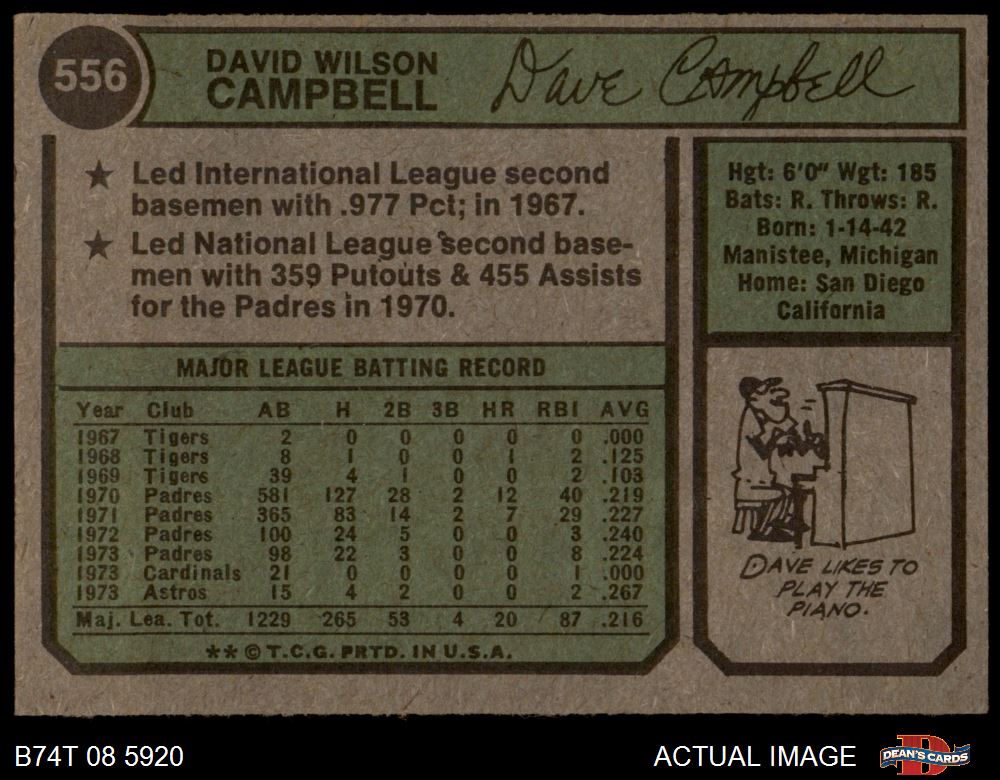 556
DAVID WILSON
CAMPBELL
Dave Campbell
★ Led International League second
basemen with .977 Pct; in 1967.
★ Led National League second base-
men with 359 Putouts & 455 Assists
for the Padres in 1970.
Hgt: 6'0" Wgt: 185
Bats: R. Throws: R.
Born: 1-14-42
Manistee, Michigan
Home: San Diego
California
MAJOR LEAGUE BATTING RECORD
Year Club AB H 2B 3B HR RBI AVG
1967 Tigers 2 0 0 0 0 0 .000
1968 Tigers 8 1 0 0 1 2 .125
1969 Tigers 39 4 1 0 0 2 .103
1970 Padres 581 127 28 2 12 40 .219
1971 Padres 365 83 14 2 7 29 .227
1972 Padres 100 24 5 0 0 3 .240
1973 Padres 98 22 3 0 0 8 .224
1973 Cardinals 21 0 0 0 0 1 .000
1973 Astros 15 4 2 0 0 2 .267
Maj. Lea. Tot. 1229 265 53 4 20 87 .216
** © T.C.G. PRTD. IN U.S.A.
DAVE LIKES TO
PLAY THE
PIANO.
B74T 08 5920
ACTUAL IMAGE
DEAN'S CARDS